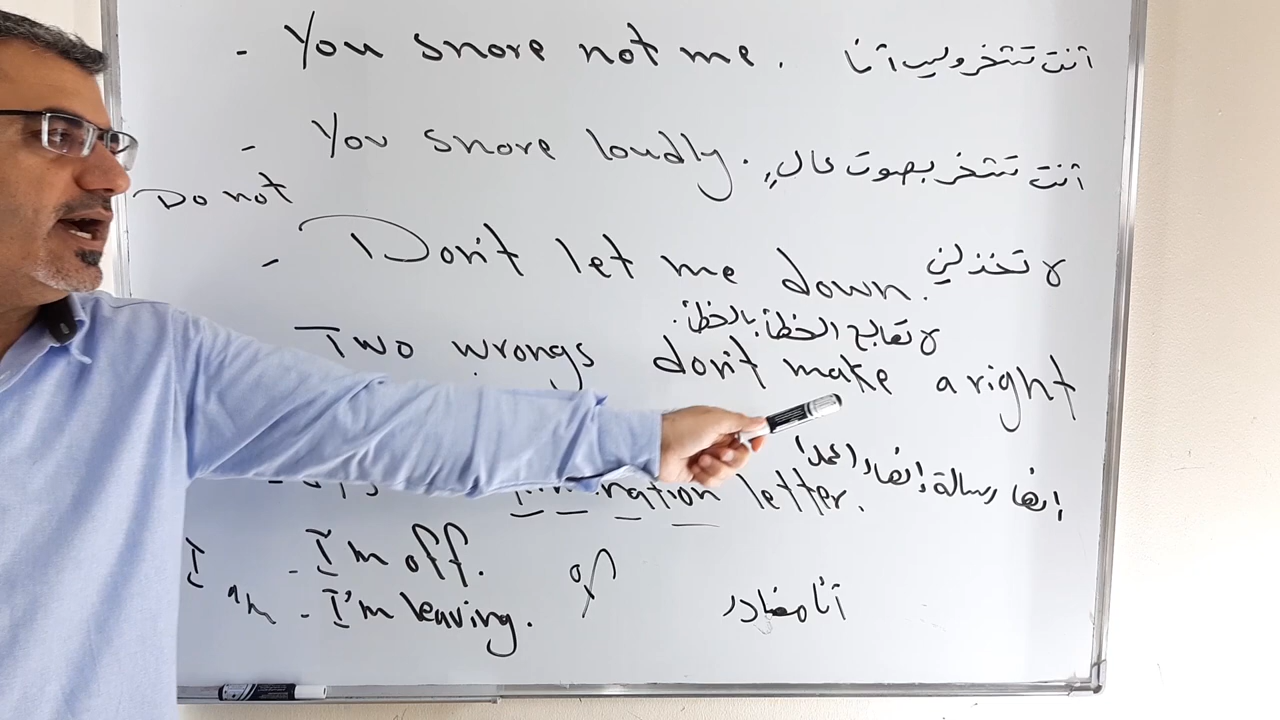 - You snore not me. أنت تشخر وليس أنا
- You snore loudly. أنت تشخر بصوت عالٍ
Do not
- Don't let me down. لا تخذلني
لا تعالج الخطأ بالخطأ.
Two wrongs don't make a right
إنها رسالة إنهاء
letter.
I am - I'm off. of
- I'm leaving. أنا مغادر